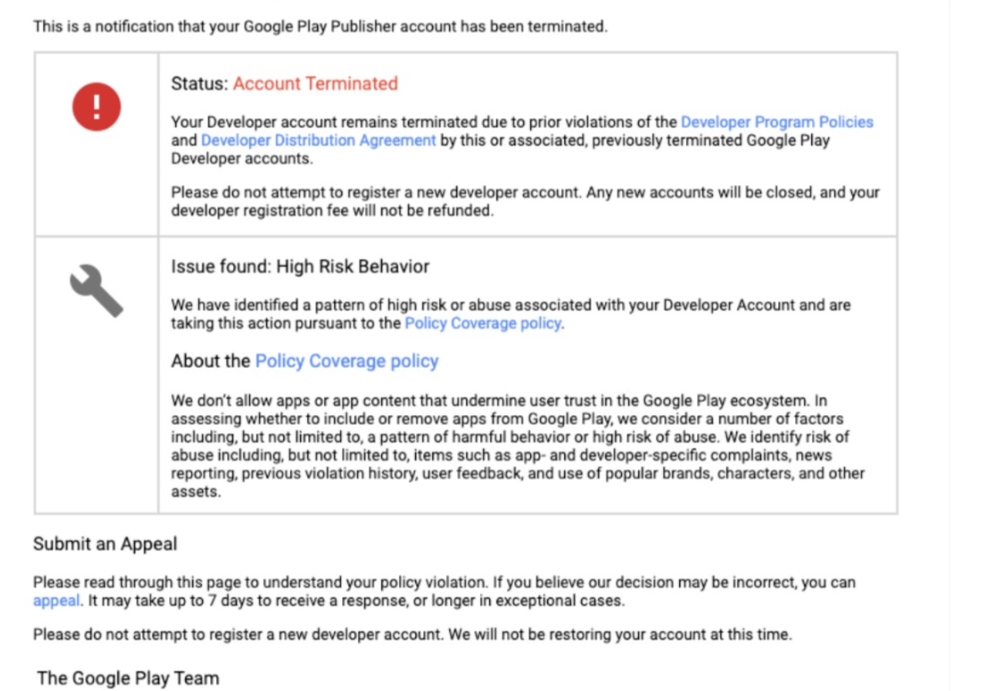 This is a notification that your Google Play Publisher account has been terminated.
Status: Account Terminated
Your Developer account remains terminated due to prior violations of the Developer Program Policies
and Developer Distribution Agreement by this or associated, previously terminated Google Play
Developer accounts.
Please do not attempt to register a new developer account. Any new accounts will be closed, and your
developer registration fee will not be refunded.
Issue found: High Risk Behavior
We have identified a pattern of high risk or abuse associated with your Developer Account and are
taking this action pursuant to the Policy Coverage policy.
About the Policy Coverage policy
We don't allow apps or app content that undermine user trust in the Google Play ecosystem. In
assessing whether to include or remove apps from Google Play, we consider a number of factors
including, but not limited to, a pattern of harmful behavior or high risk of abuse. We identify risk of
abuse including, but not limited to, items such as app- and developer-specific complaints, news
reporting, previous violation history, user feedback, and use of popular brands, characters, and other
assets.
Submit an Appeal
Please read through this page to understand your policy violation. If you believe our decision may be incorrect, you can
appeal. It may take up to 7 days to receive a response, or longer in exceptional cases.
Please do not attempt to register a new developer account. We will not be restoring your account at this time.
The Google Play Team